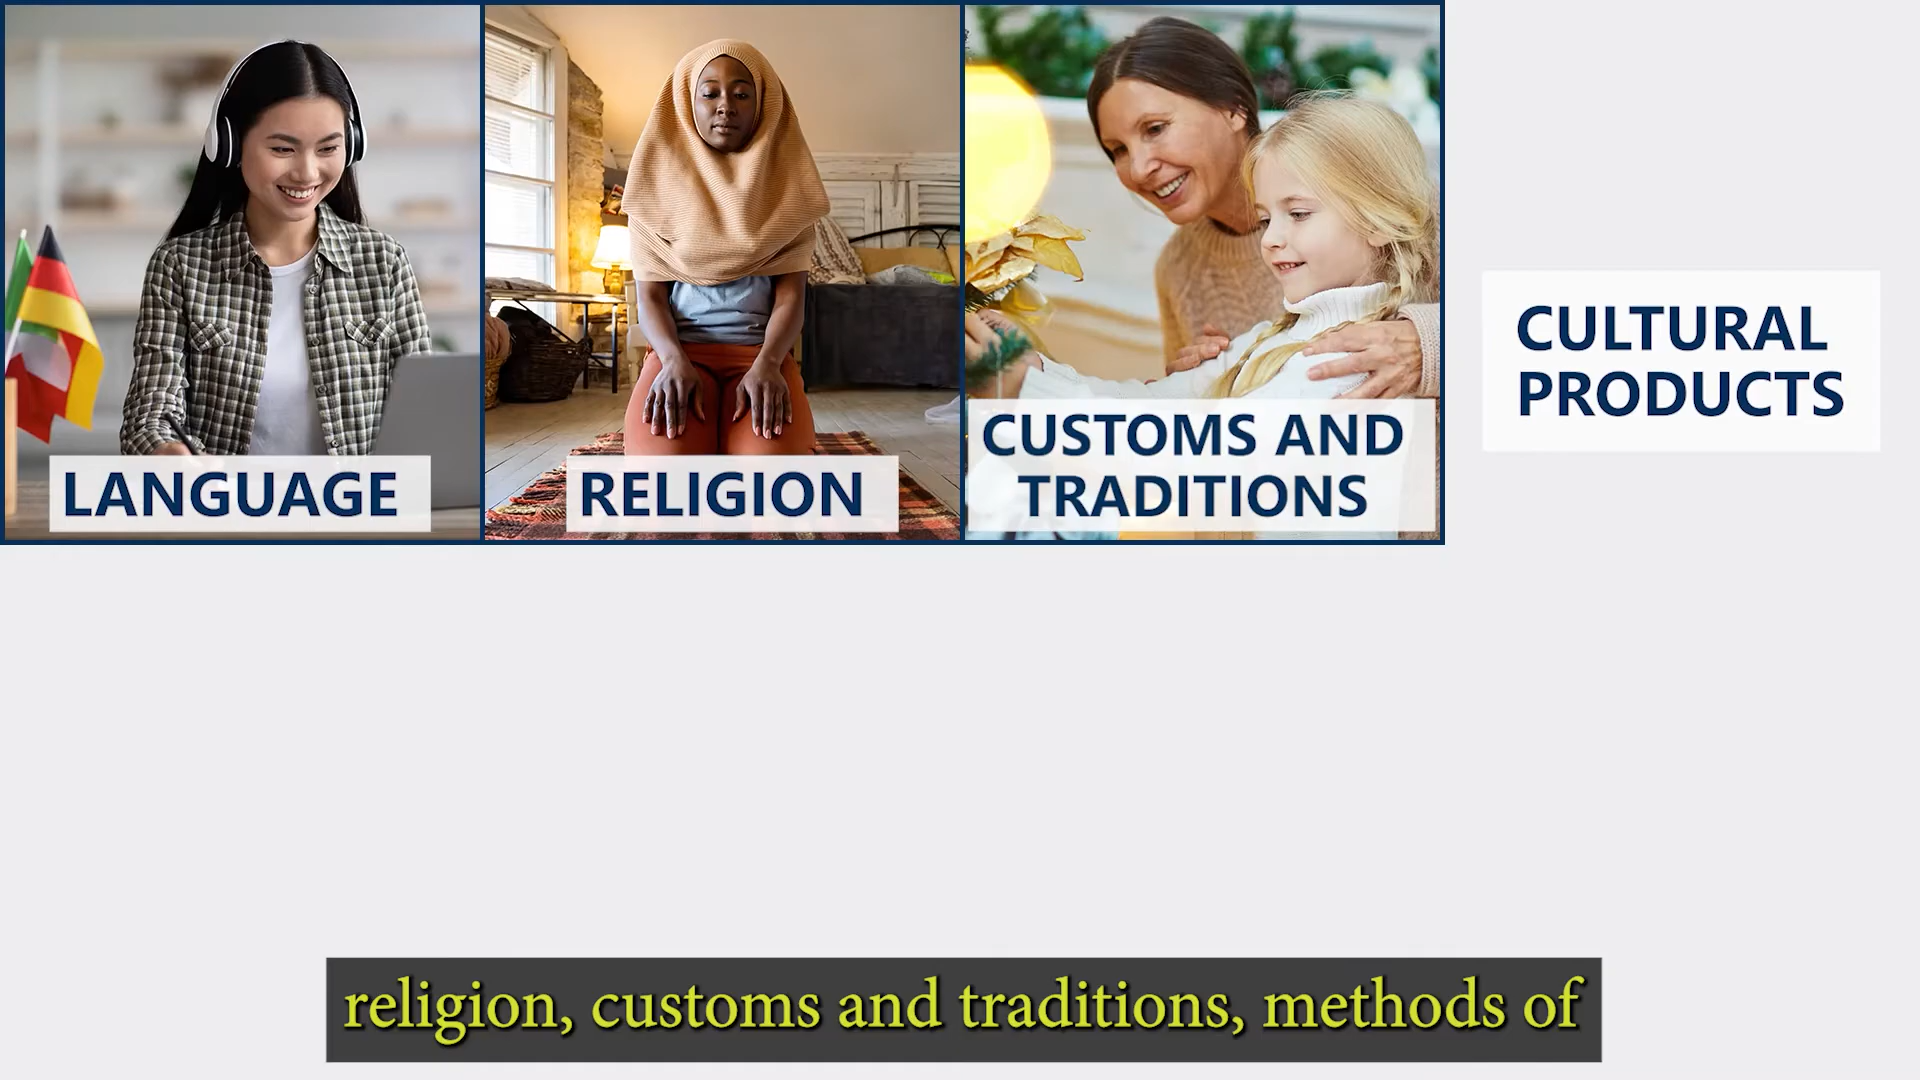 LANGUAGE
RELIGION
CUSTOMS AND
TRADITIONS
CULTURAL
PRODUCTS
religion, customs and traditions, methods of